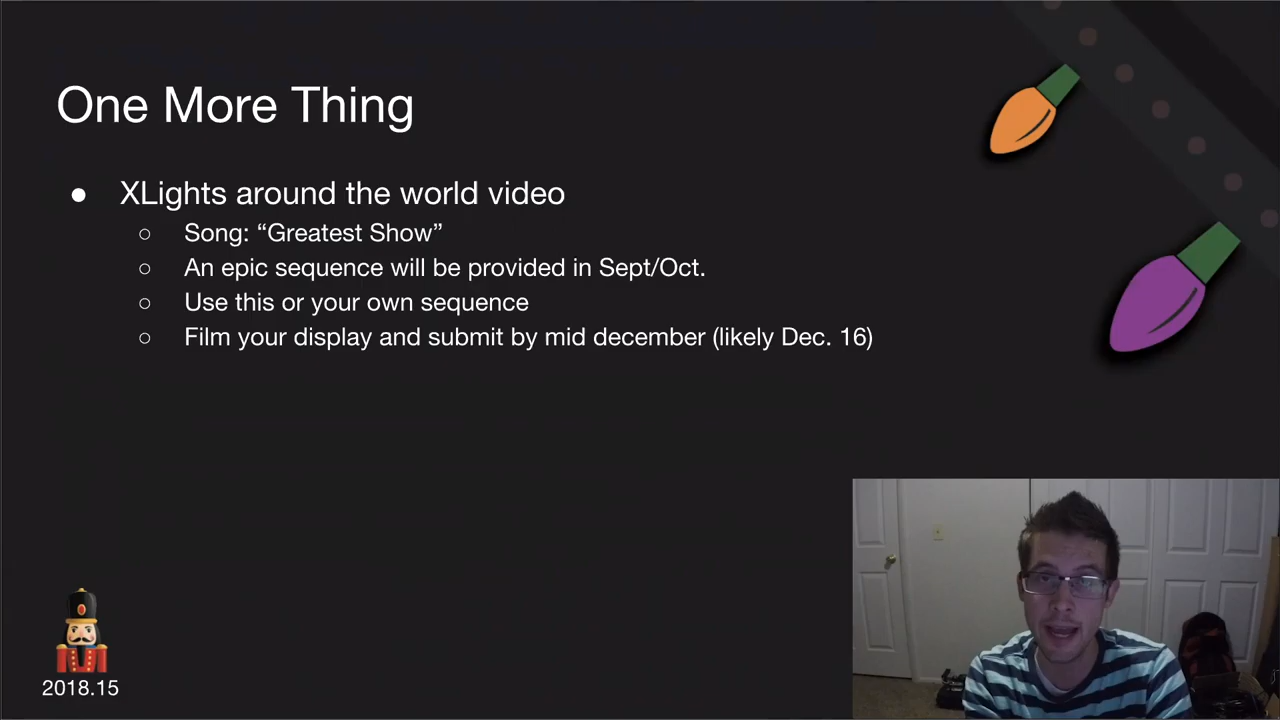 One More Thing
● XLights around the world video
○ Song: “Greatest Show”
○ An epic sequence will be provided in Sept/Oct.
○ Use this or your own sequence
○ Film your display and submit by mid december (likely Dec. 16)
2018.15